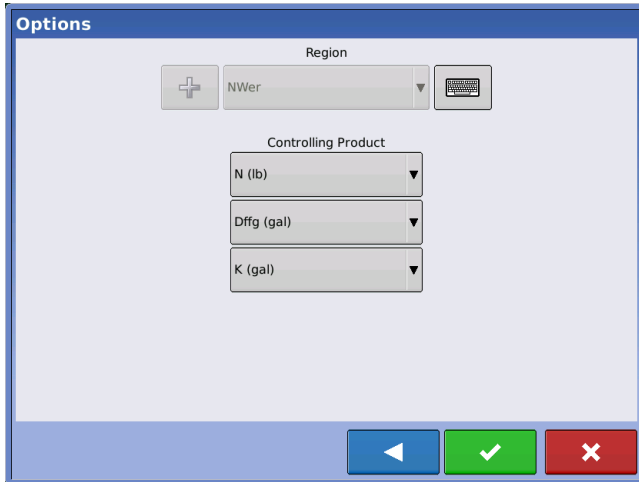 Options
Region
NWer
Controlling Product
N (lb)
Dffg (gal)
K (gal)